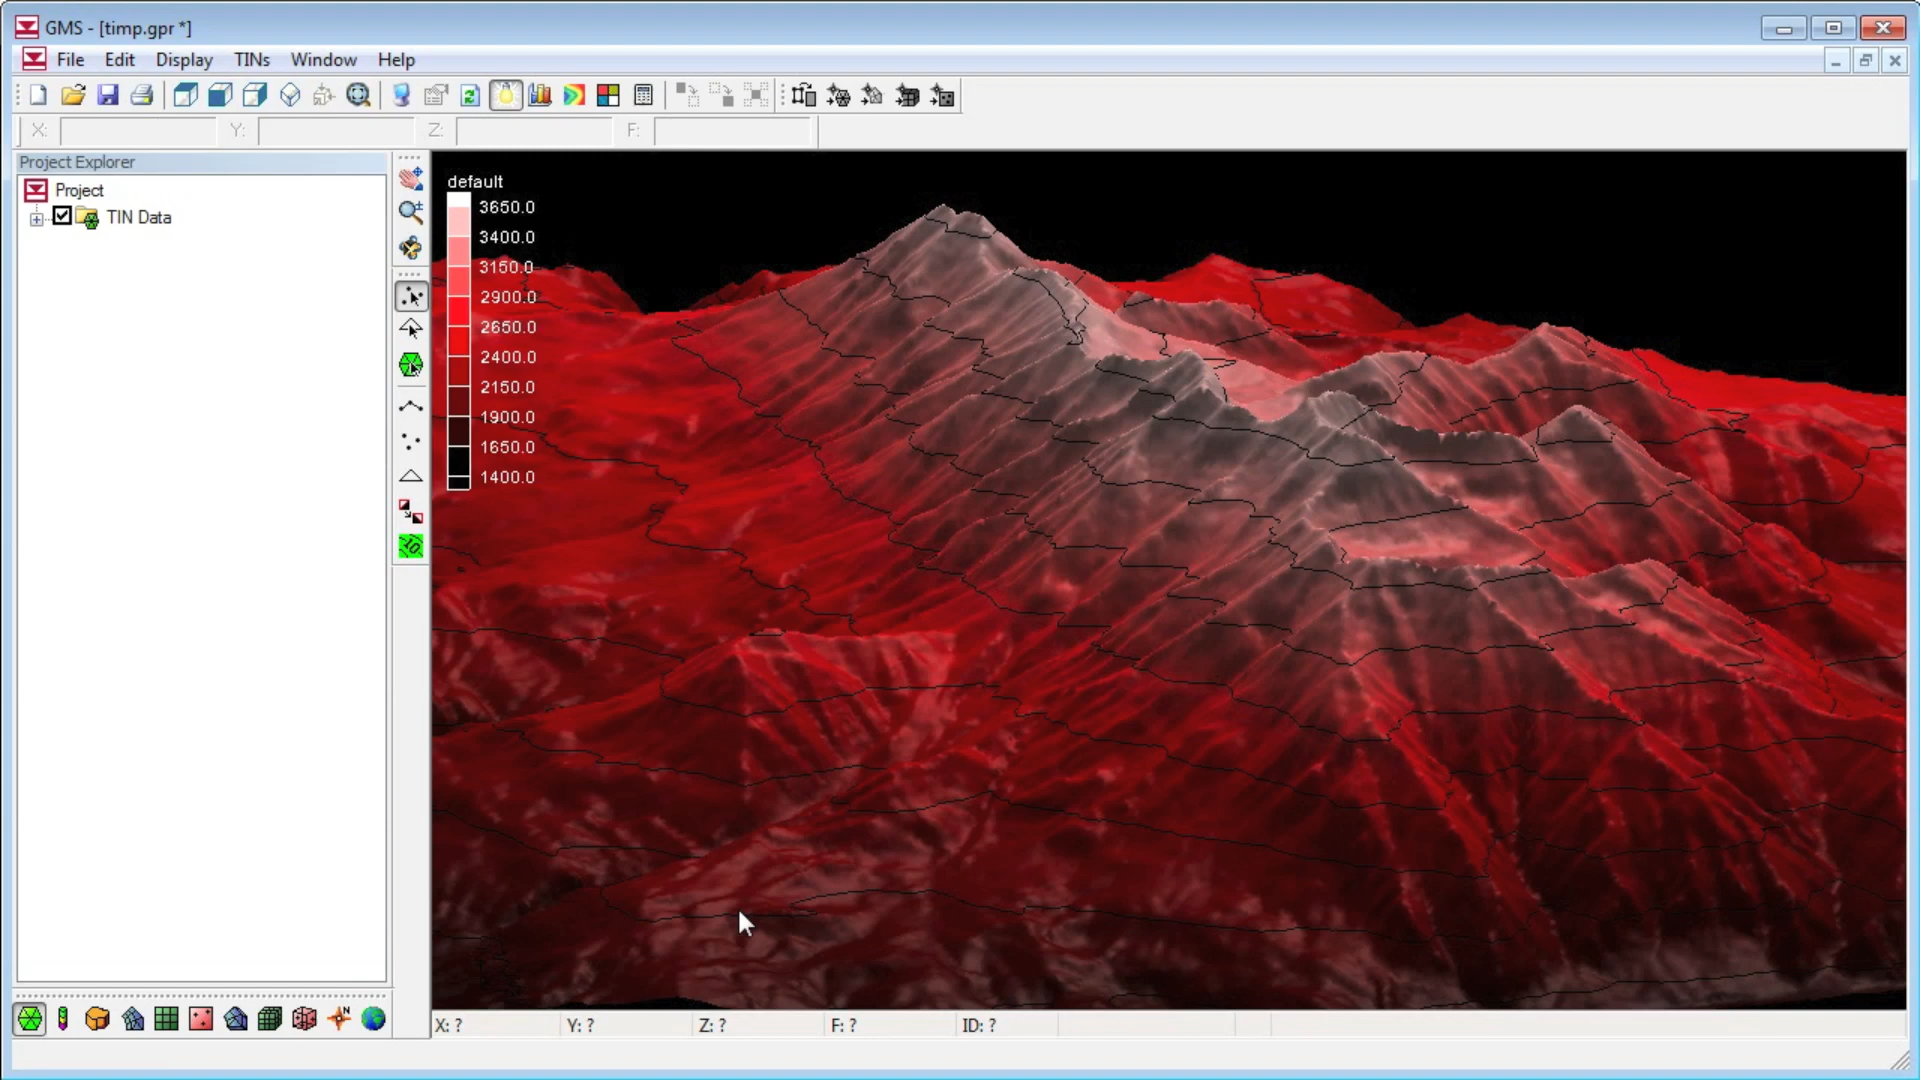 GMS - [timp.gpr *]
File Edit Display TINs Window Help
X: Y: Z: F:
Project Explorer
Project
TIN Data
default
3650.0
3400.0
3150.0
2900.0
2650.0
2400.0
2150.0
1900.0
1650.0
1400.0
10
X: ? Y: ? Z: ? F: ? ID: ?